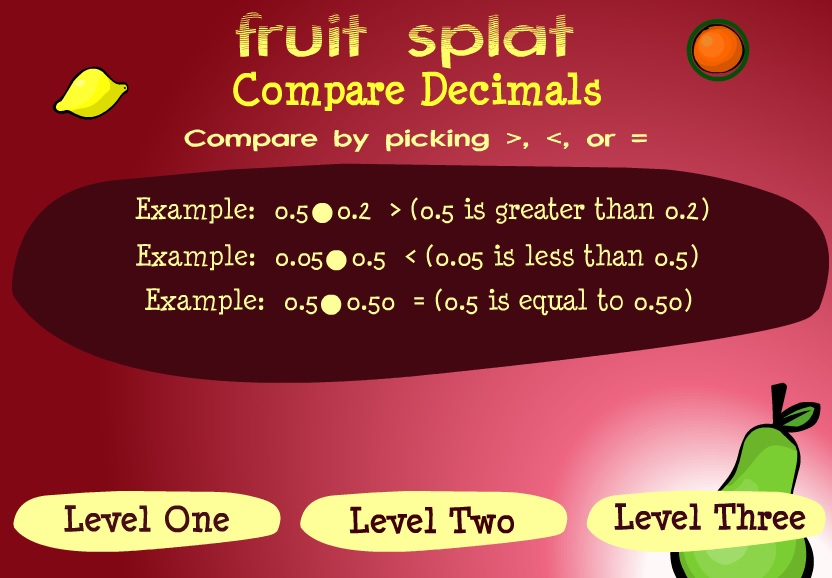 fruit splat
Compare Decimals
Compare by picking >, <, or =
Example: 0.5●0.2 > (0.5 is greater than 0.2)
Example: 0.05●0.5 < (0.05 is less than 0.5)
Example: 0.5●0.50 = (0.5 is equal to 0.50)
Level One
Level Two
Level Three